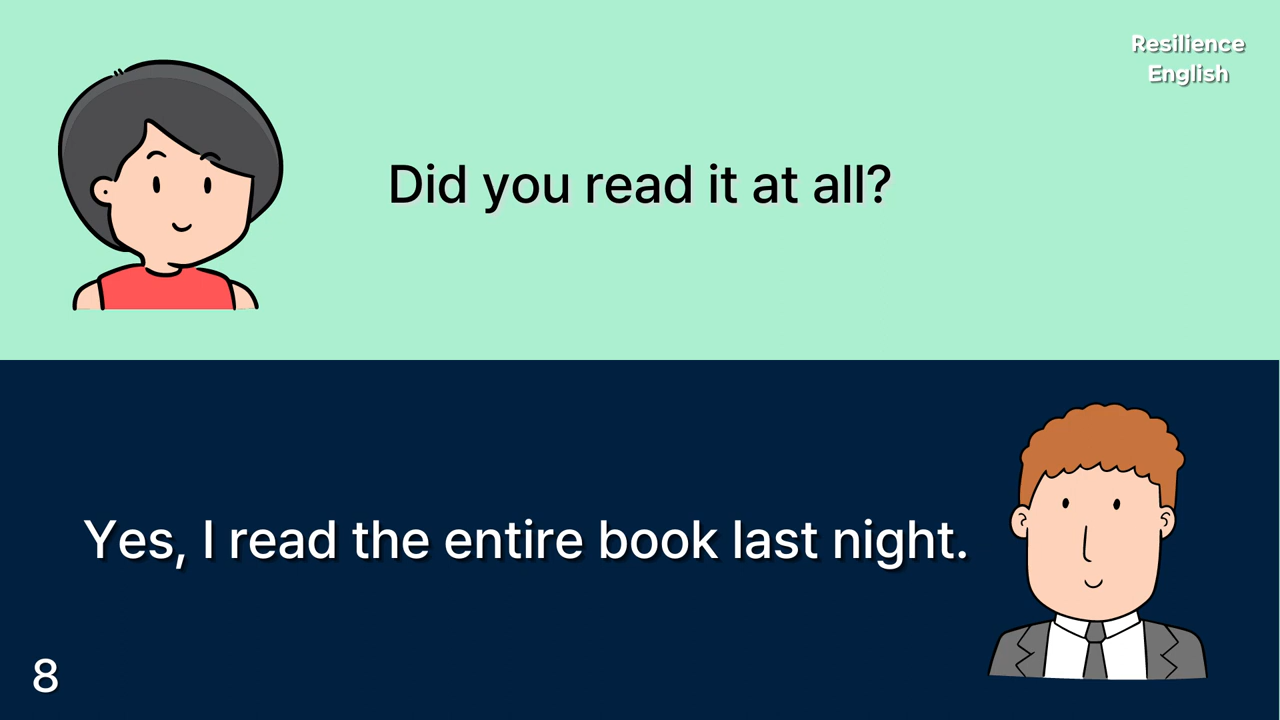 Resilience
English
Did you read it at all?
Yes, I read the entire book last night.
8